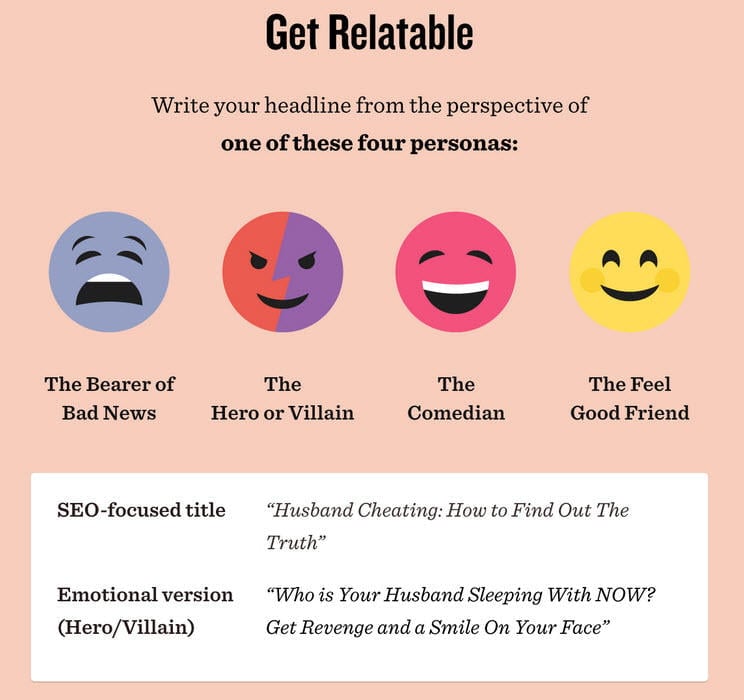 Get Relatable
Write your headline from the perspective of
one of these four personas:
The Bearer of
Bad News
The
Hero or Villain
The
Comedian
The Feel
Good Friend
SEO-focused title
“Husband Cheating: How to Find Out The
Truth”
Emotional version
(Hero/Villain)
“Who is Your Husband Sleeping With NOW?
Get Revenge and a Smile On Your Face”